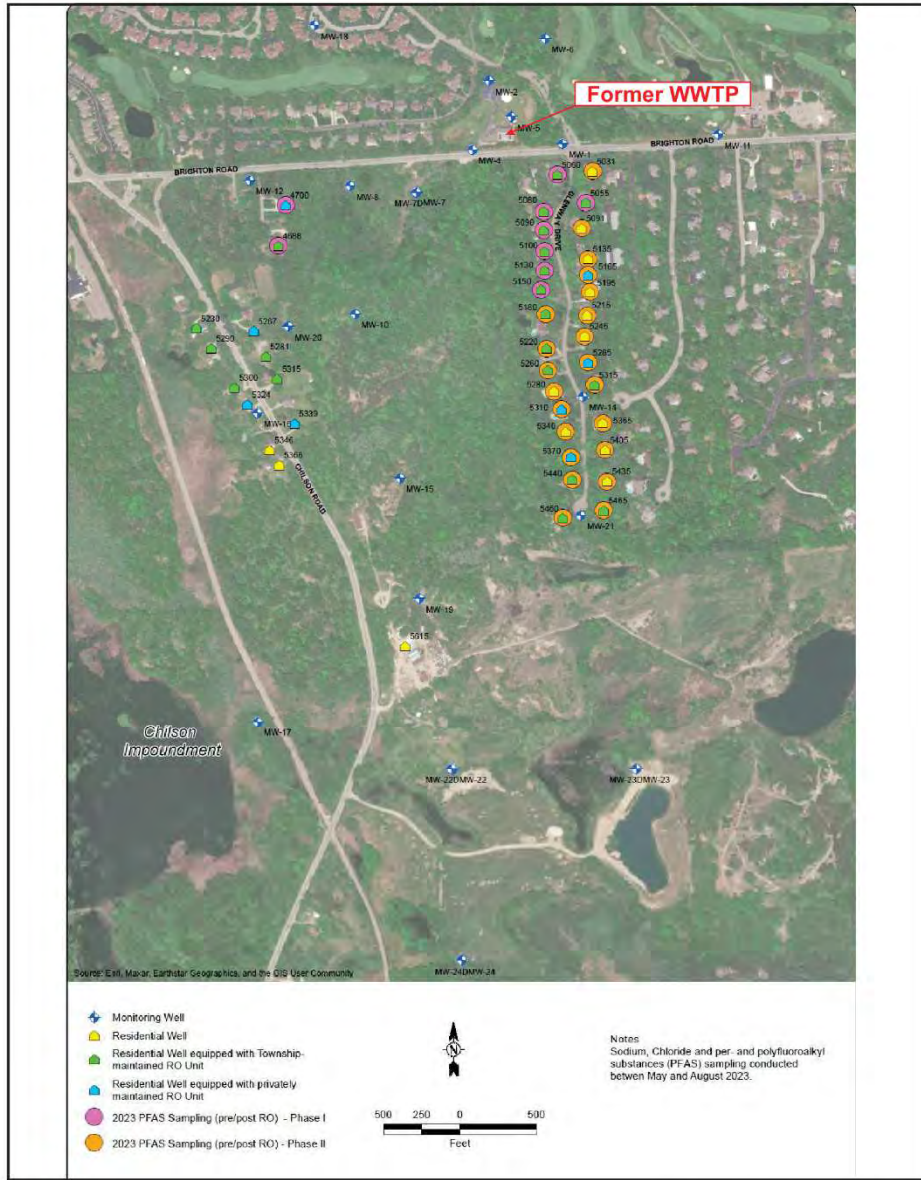 MW-18
MW-6
MW-2
Former WWTP
MW-5
MW-4
MW-1
BRIGHTON ROAD
MW-11
BRIGHTON ROAD
MW-12
MW-8
MW-7DMW-7
5060
5031
4700
5080
5055
GLENWAY DRIVE
5090
5091
4666
5100
5135
5130
5165
5150
5195
5180
5215
MW-10
5230
5267
MW-20
5245
5290
5281
5220
5265
5260
5315
5300
5315
5280
5324
MW-14
5310
MW-16
5339
5365
5340
5346
5405
5370
5366
5440
5435
CHILSON ROAD
MW-15
5465
5460
MW-21
MW-19
5615
Chilson
Impoundment
MW-17
MW-22DMW-22
MW-23DMW-23
MW-24DMW-24
Source: Esri, Maxar, Earthstar Geographics, and the GIS User Community
Monitoring Well
Residential Well
Residential Well equipped with Township-
maintained RO Unit
Residential Well equipped with privately
maintained RO Unit
2023 PFAS Sampling (pre/post RO) - Phase I
2023 PFAS Sampling (pre/post RO) - Phase II
N
500 250 0 500
Feet
Notes
Sodium, Chloride and per- and polyfluoroalkyl
substances (PFAS) sampling conducted
betwen May and August 2023.